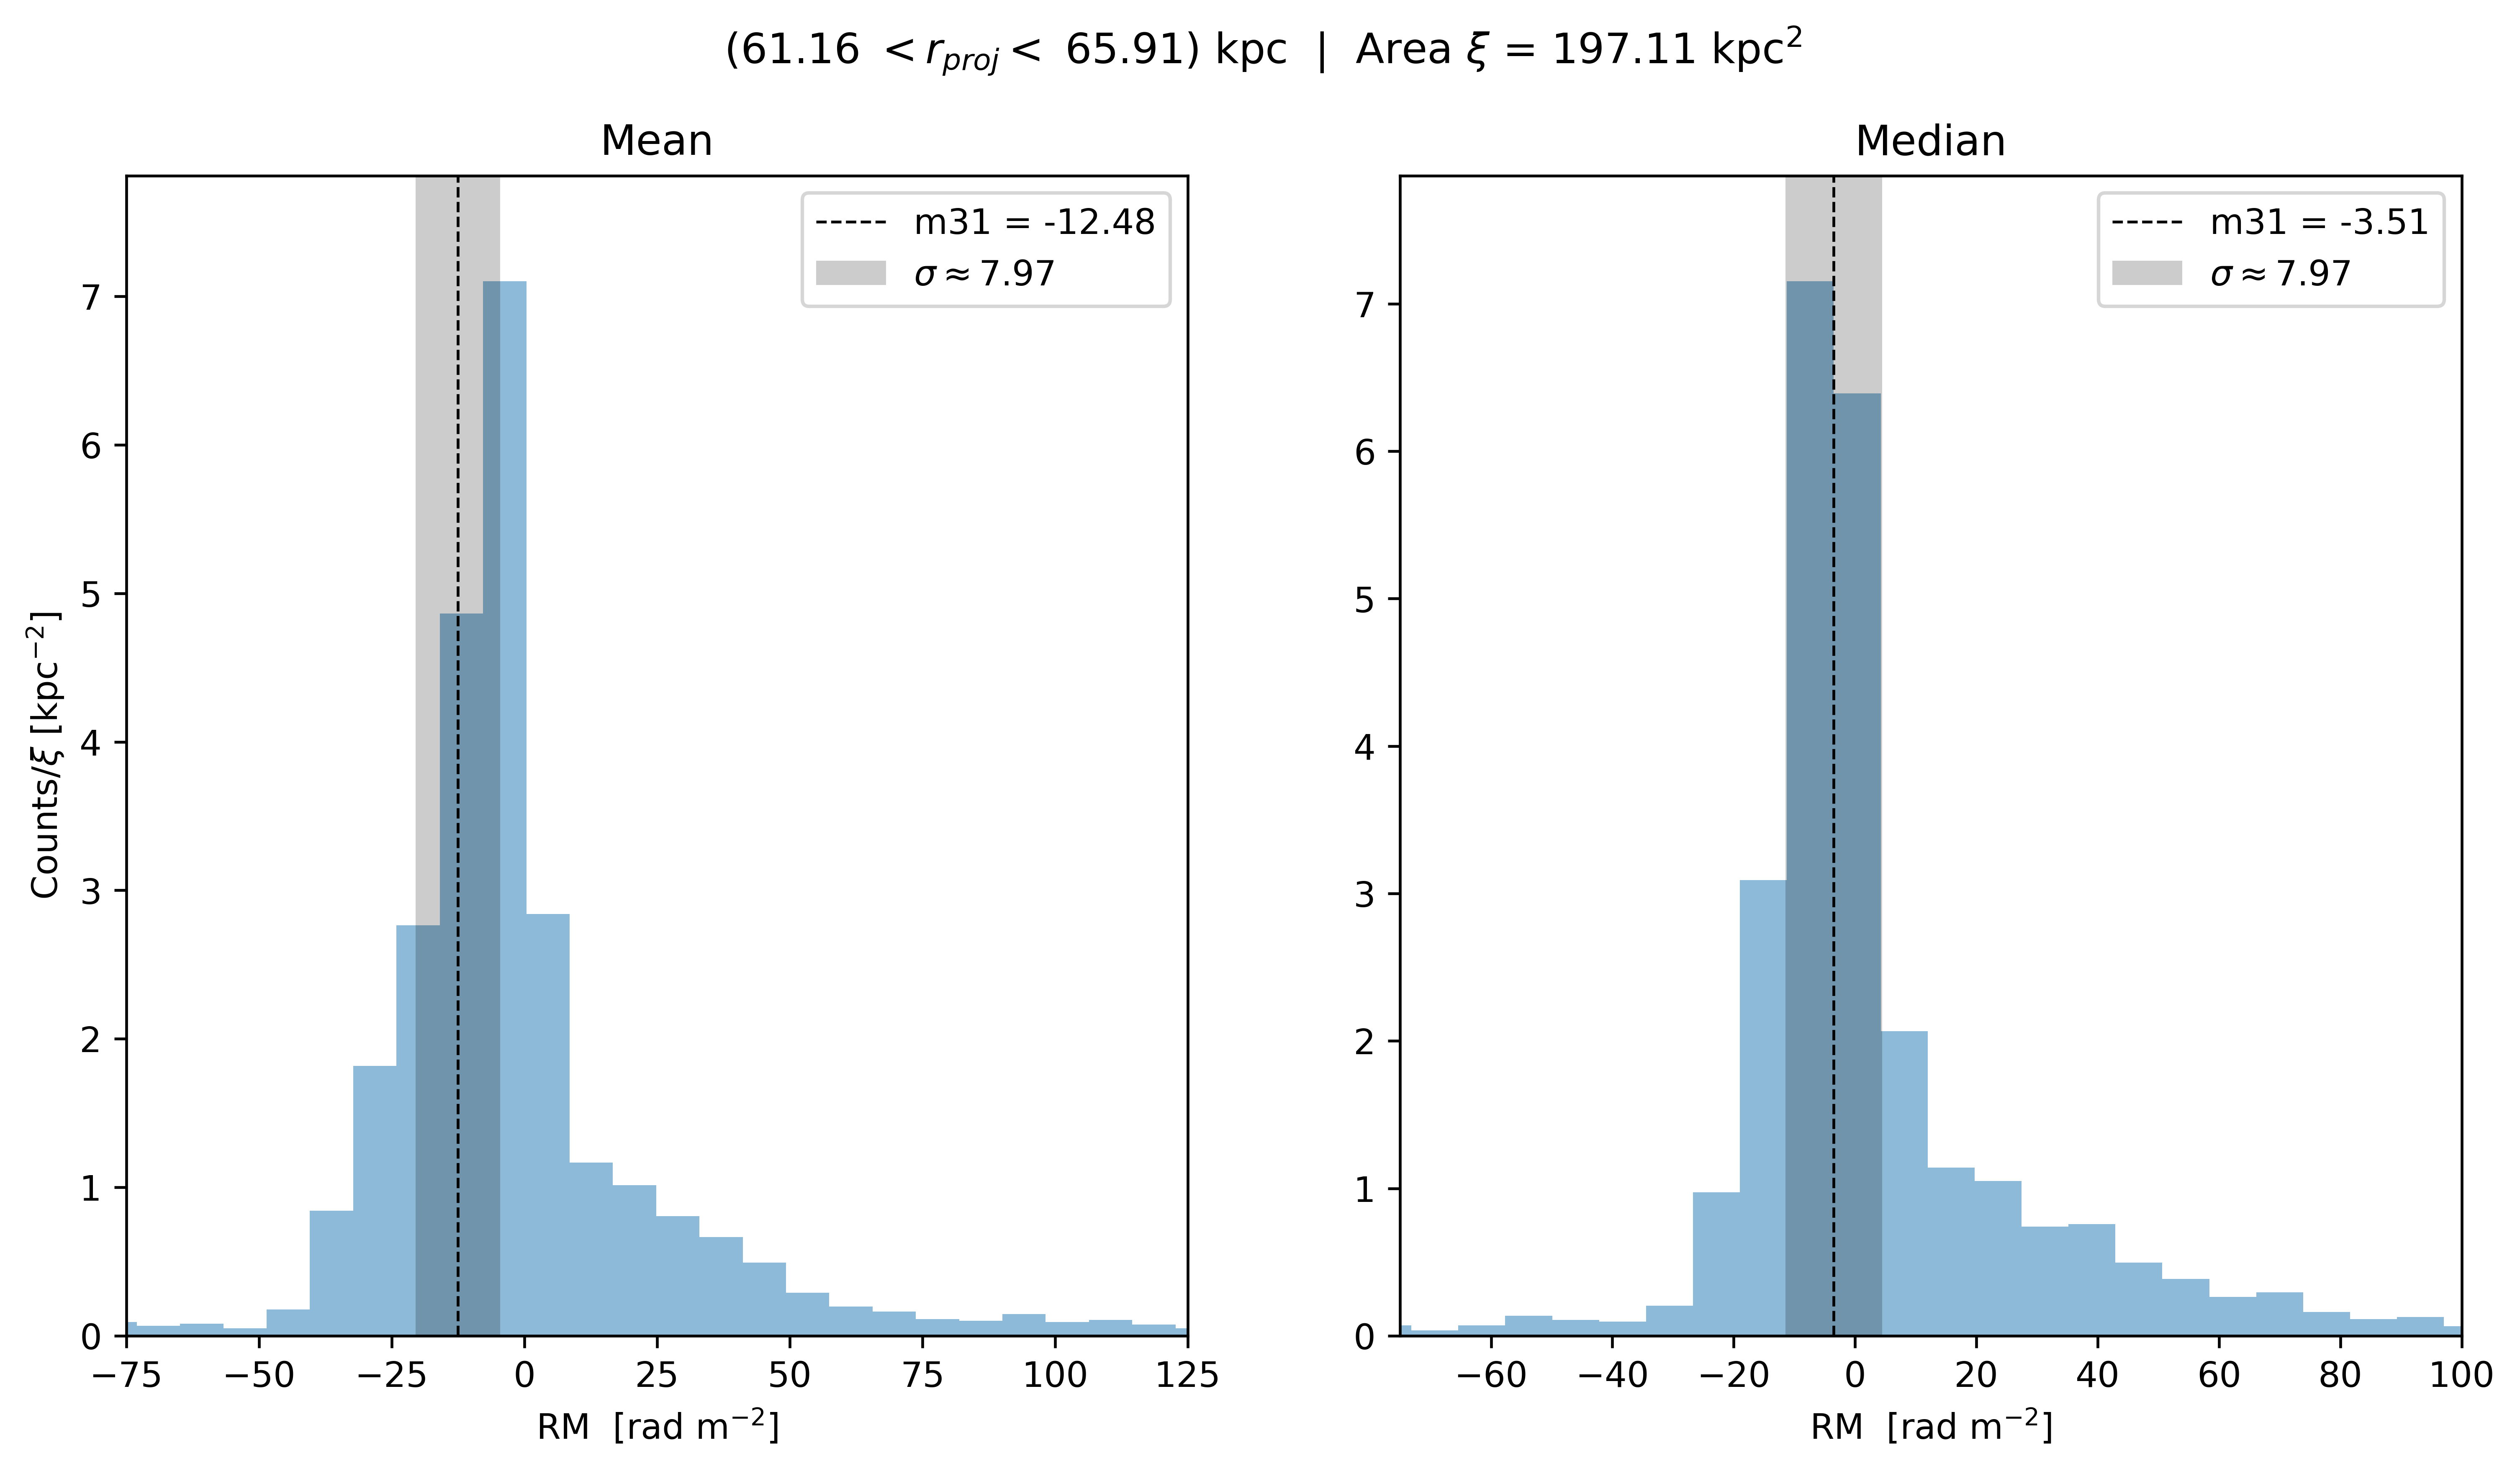 (61.16 < r_proj < 65.91) kpc | Area ξ = 197.11 kpc²
Mean
m31 = -12.48
σ ≈ 7.97
Counts/ξ [kpc⁻²]
7
6
5
4
3
2
1
0
−75 −50 −25 0 25 50 75 100 125
RM [rad m⁻²]
Median
m31 = -3.51
σ ≈ 7.97
7
6
5
4
3
2
1
0
−60 −40 −20 0 20 40 60 80 100
RM [rad m⁻²]